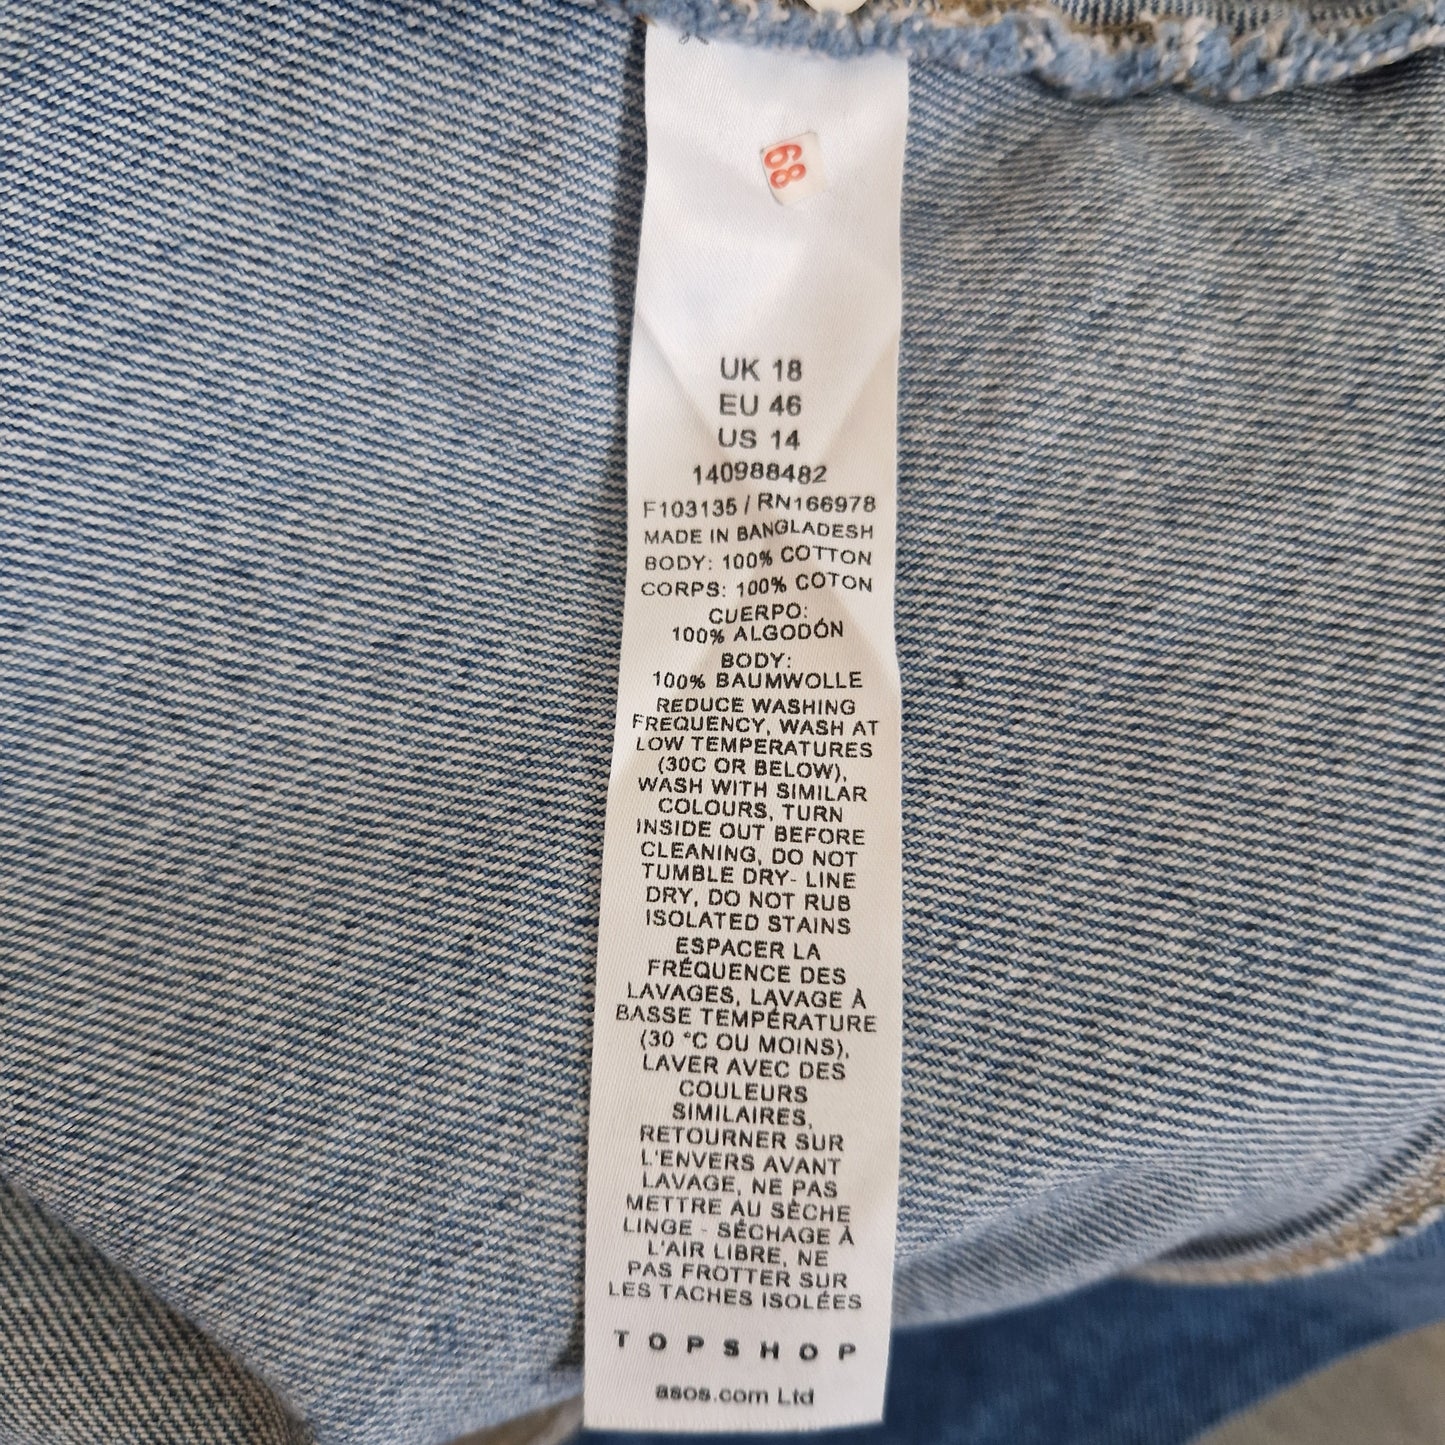 68
UK 18
EU 46
US 14
140988482
F103135 / RN166978
MADE IN BANGLADESH
BODY: 100% COTTON
CORPS: 100% COTON
CUERPO:
100% ALGODÓN
BODY:
100% BAUMWOLLE
REDUCE WASHING
FREQUENCY, WASH AT
LOW TEMPERATURES
(30C OR BELOW),
WASH WITH SIMILAR
COLOURS, TURN
INSIDE OUT BEFORE
CLEANING, DO NOT
TUMBLE DRY- LINE
DRY, DO NOT RUB
ISOLATED STAINS
ESPACER LA
FRÉQUENCE DES
LAVAGES, LAVAGE À
BASSE TEMPÉRATURE
(30 °C OU MOINS),
LAVER AVEC DES
COULEURS
SIMILAIRES,
RETOURNER SUR
L'ENVERS AVANT
LAVAGE, NE PAS
METTRE AU SÈCHE
LINGE - SÉCHAGE À
L'AIR LIBRE, NE
PAS FROTTER SUR
LES TACHES ISOLÉES
TOPSHOP
asos.com Ltd